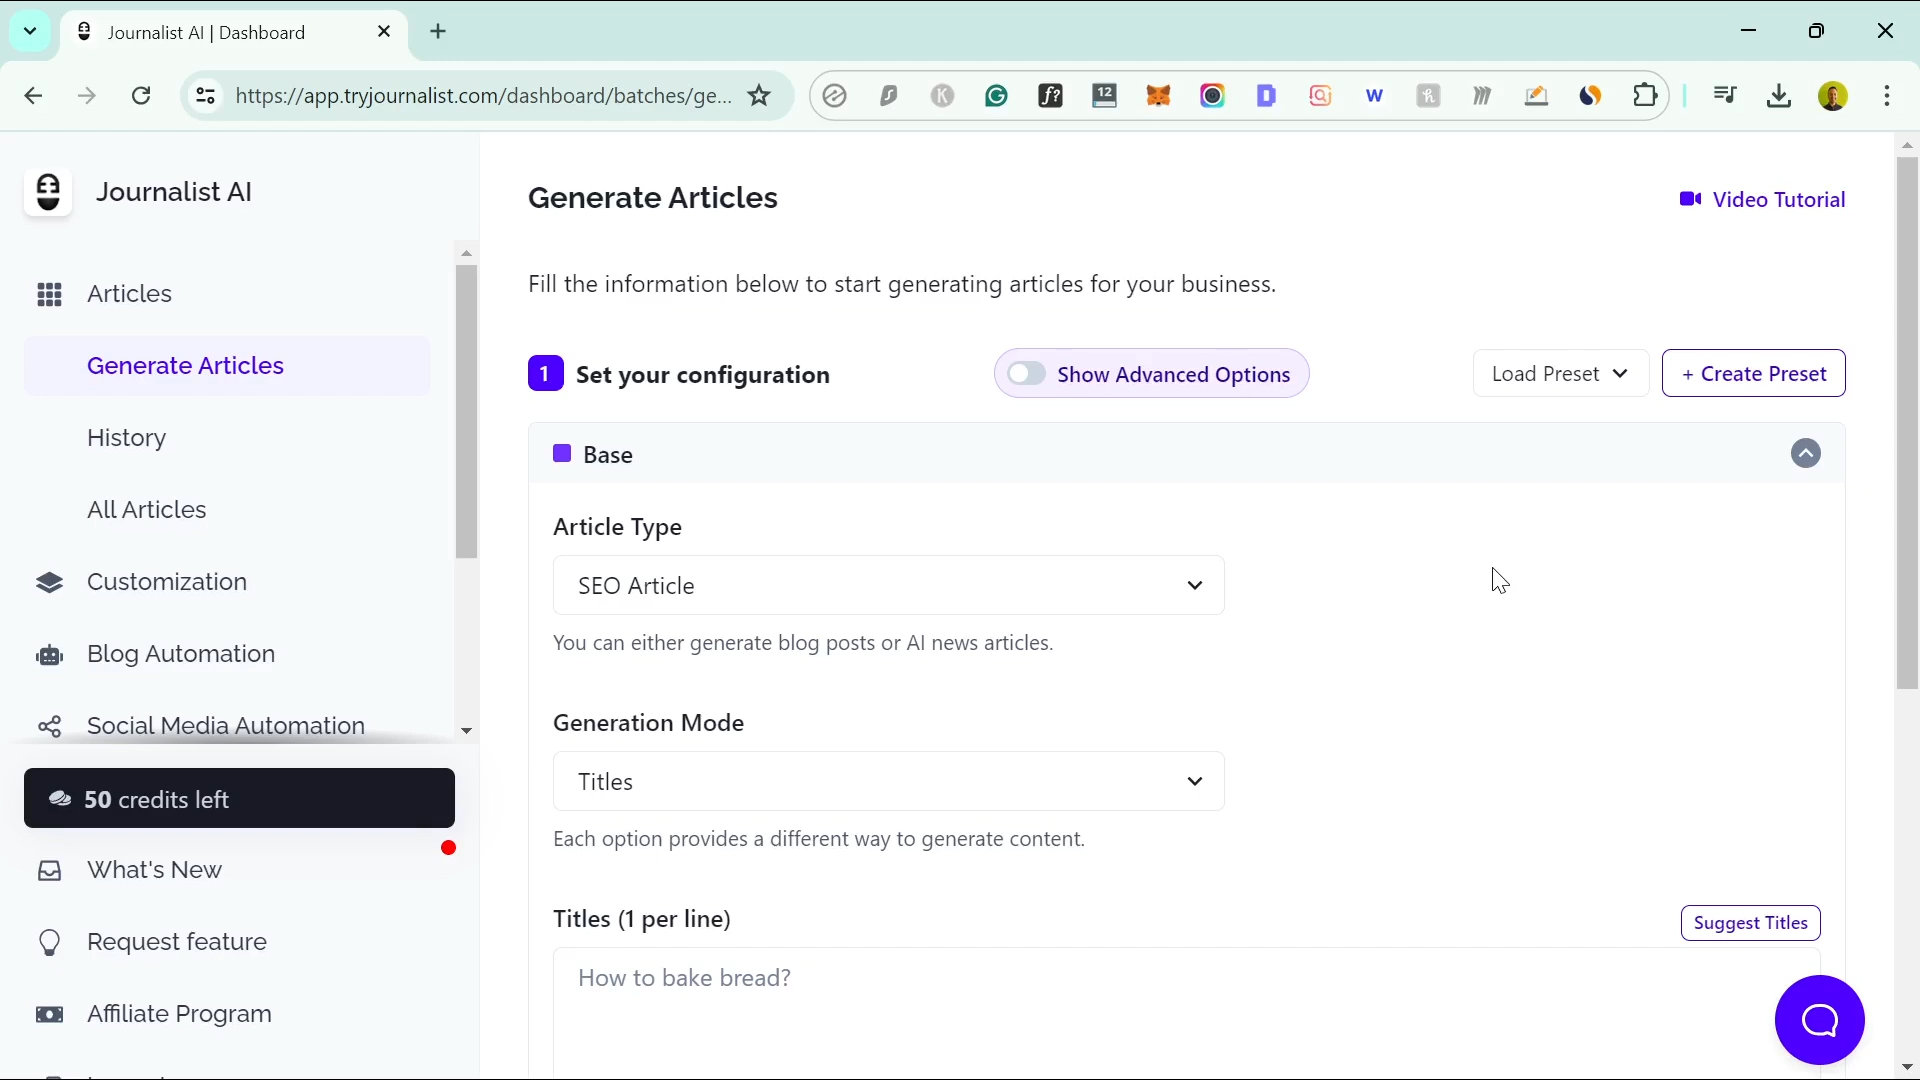 Journalist AI | Dashboard
https://app.tryjournalist.com/dashboard/batches/ge...
12
Journalist AI
Articles
Generate Articles
History
All Articles
Customization
Blog Automation
Social Media Automation
50 credits left
What's New
Request feature
Affiliate Program
Generate Articles
Video Tutorial
Fill the information below to start generating articles for your business.
1 Set your configuration
Show Advanced Options
Load Preset
+ Create Preset
Base
Article Type
SEO Article
You can either generate blog posts or AI news articles.
Generation Mode
Titles
Each option provides a different way to generate content.
Titles (1 per line)
Suggest Titles
How to bake bread?